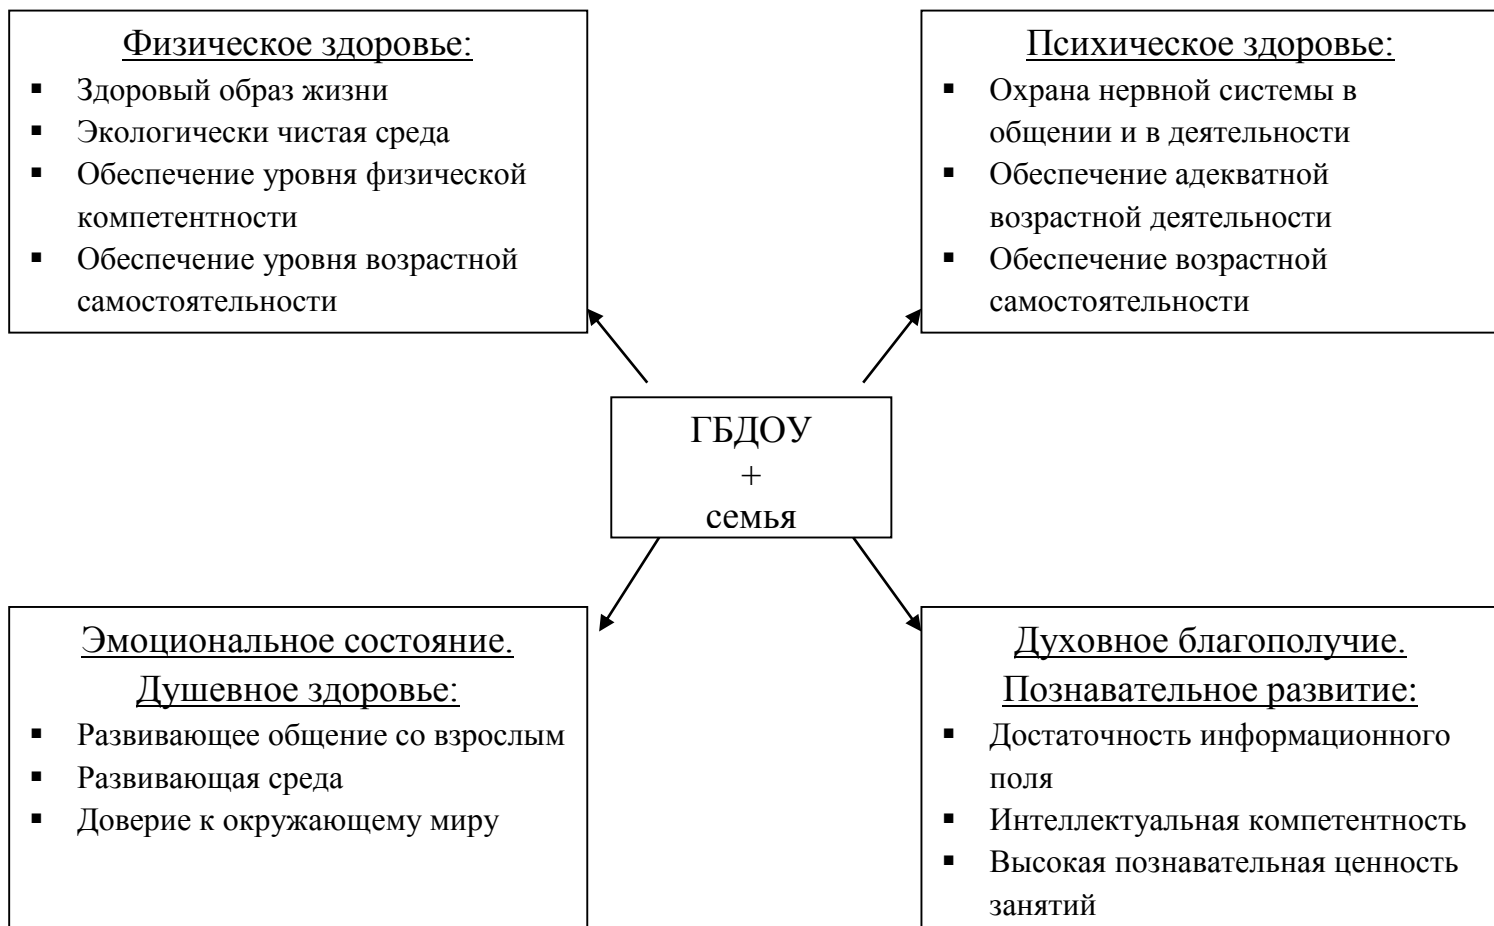 Физическое здоровье:
▪ Здоровый образ жизни
▪ Экологически чистая среда
▪ Обеспечение уровня физической
компетентности
▪ Обеспечение уровня возрастной
самостоятельности
Психическое здоровье:
▪ Охрана нервной системы в
общении и в деятельности
▪ Обеспечение адекватной
возрастной деятельности
▪ Обеспечение возрастной
самостоятельности
ГБДОУ
+
семья
Эмоциональное состояние.
Душевное здоровье:
▪ Развивающее общение со взрослым
▪ Развивающая среда
▪ Доверие к окружающему миру
Духовное благополучие.
Познавательное развитие:
▪ Достаточность информационного
поля
▪ Интеллектуальная компетентность
▪ Высокая познавательная ценность
занятий